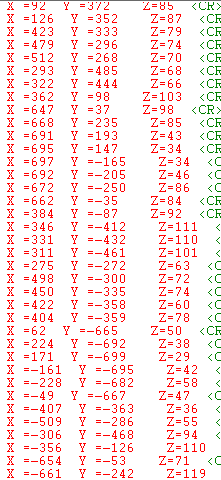 X =92 Y =372 Z=85 <CR
X =126 Y =352 Z=87 <CR
X =423 Y =333 Z=79 <CR
X =479 Y =296 Z=74 <CR
X =512 Y =268 Z=70 <CR
X =293 Y =485 Z=68 <CR
X =322 Y =444 Z=66 <CR
X =362 Y =98 Z=103 <CR
X =647 Y =37 Z=98 <CR>
X =668 Y =235 Z=85 <CR
X =691 Y =193 Z=43 <CR
X =695 Y =147 Z=34 <CR
X =697 Y =-165 Z=34 <C
X =692 Y =-205 Z=46 <C
X =672 Y =-250 Z=86 <C
X =662 Y =-35 Z=84 <CR
X =384 Y =-87 Z=92 <CR
X =346 Y =-412 Z=111 <
X =331 Y =-432 Z=110 <
X =311 Y =-461 Z=101 <
X =275 Y =-272 Z=63 <C
X =498 Y =-300 Z=72 <C
X =450 Y =-335 Z=74 <C
X =422 Y =-358 Z=60 <C
X =404 Y =-359 Z=78 <C
X =62 Y =-665 Z=50 <CR
X =224 Y =-692 Z=38 <C
X =171 Y =-699 Z=29 <C
X =-161 Y =-695 Z=42 <
X =-228 Y =-682 Z=58 <
X =-49 Y =-667 Z=47 <C
X =-407 Y =-363 Z=36 <
X =-509 Y =-286 Z=55 <
X =-306 Y =-468 Z=94 <
X =-356 Y =-126 Z=110
X =-654 Y =-53 Z=71 <C
X =-661 Y =-242 Z=119